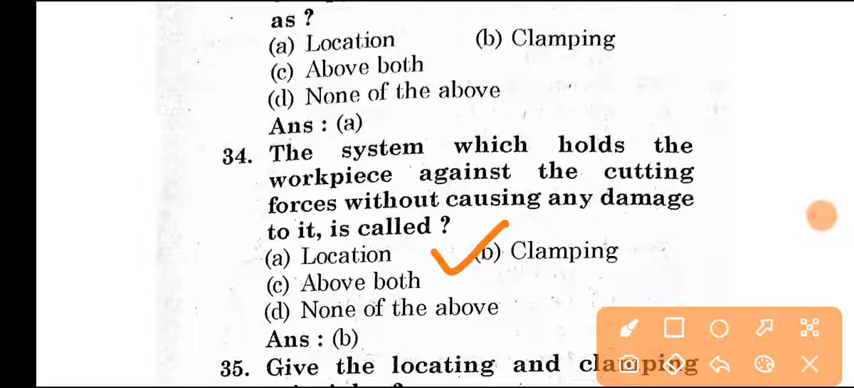 as ?
(a) Location (b) Clamping
(c) Above both
(d) None of the above
Ans : (a)
34. The system which holds the
workpiece against the cutting
forces without causing any damage
to it, is called ?
(a) Location (b) Clamping
(c) Above both
(d) None of the above
Ans : (b)
35. Give the locating and clamping